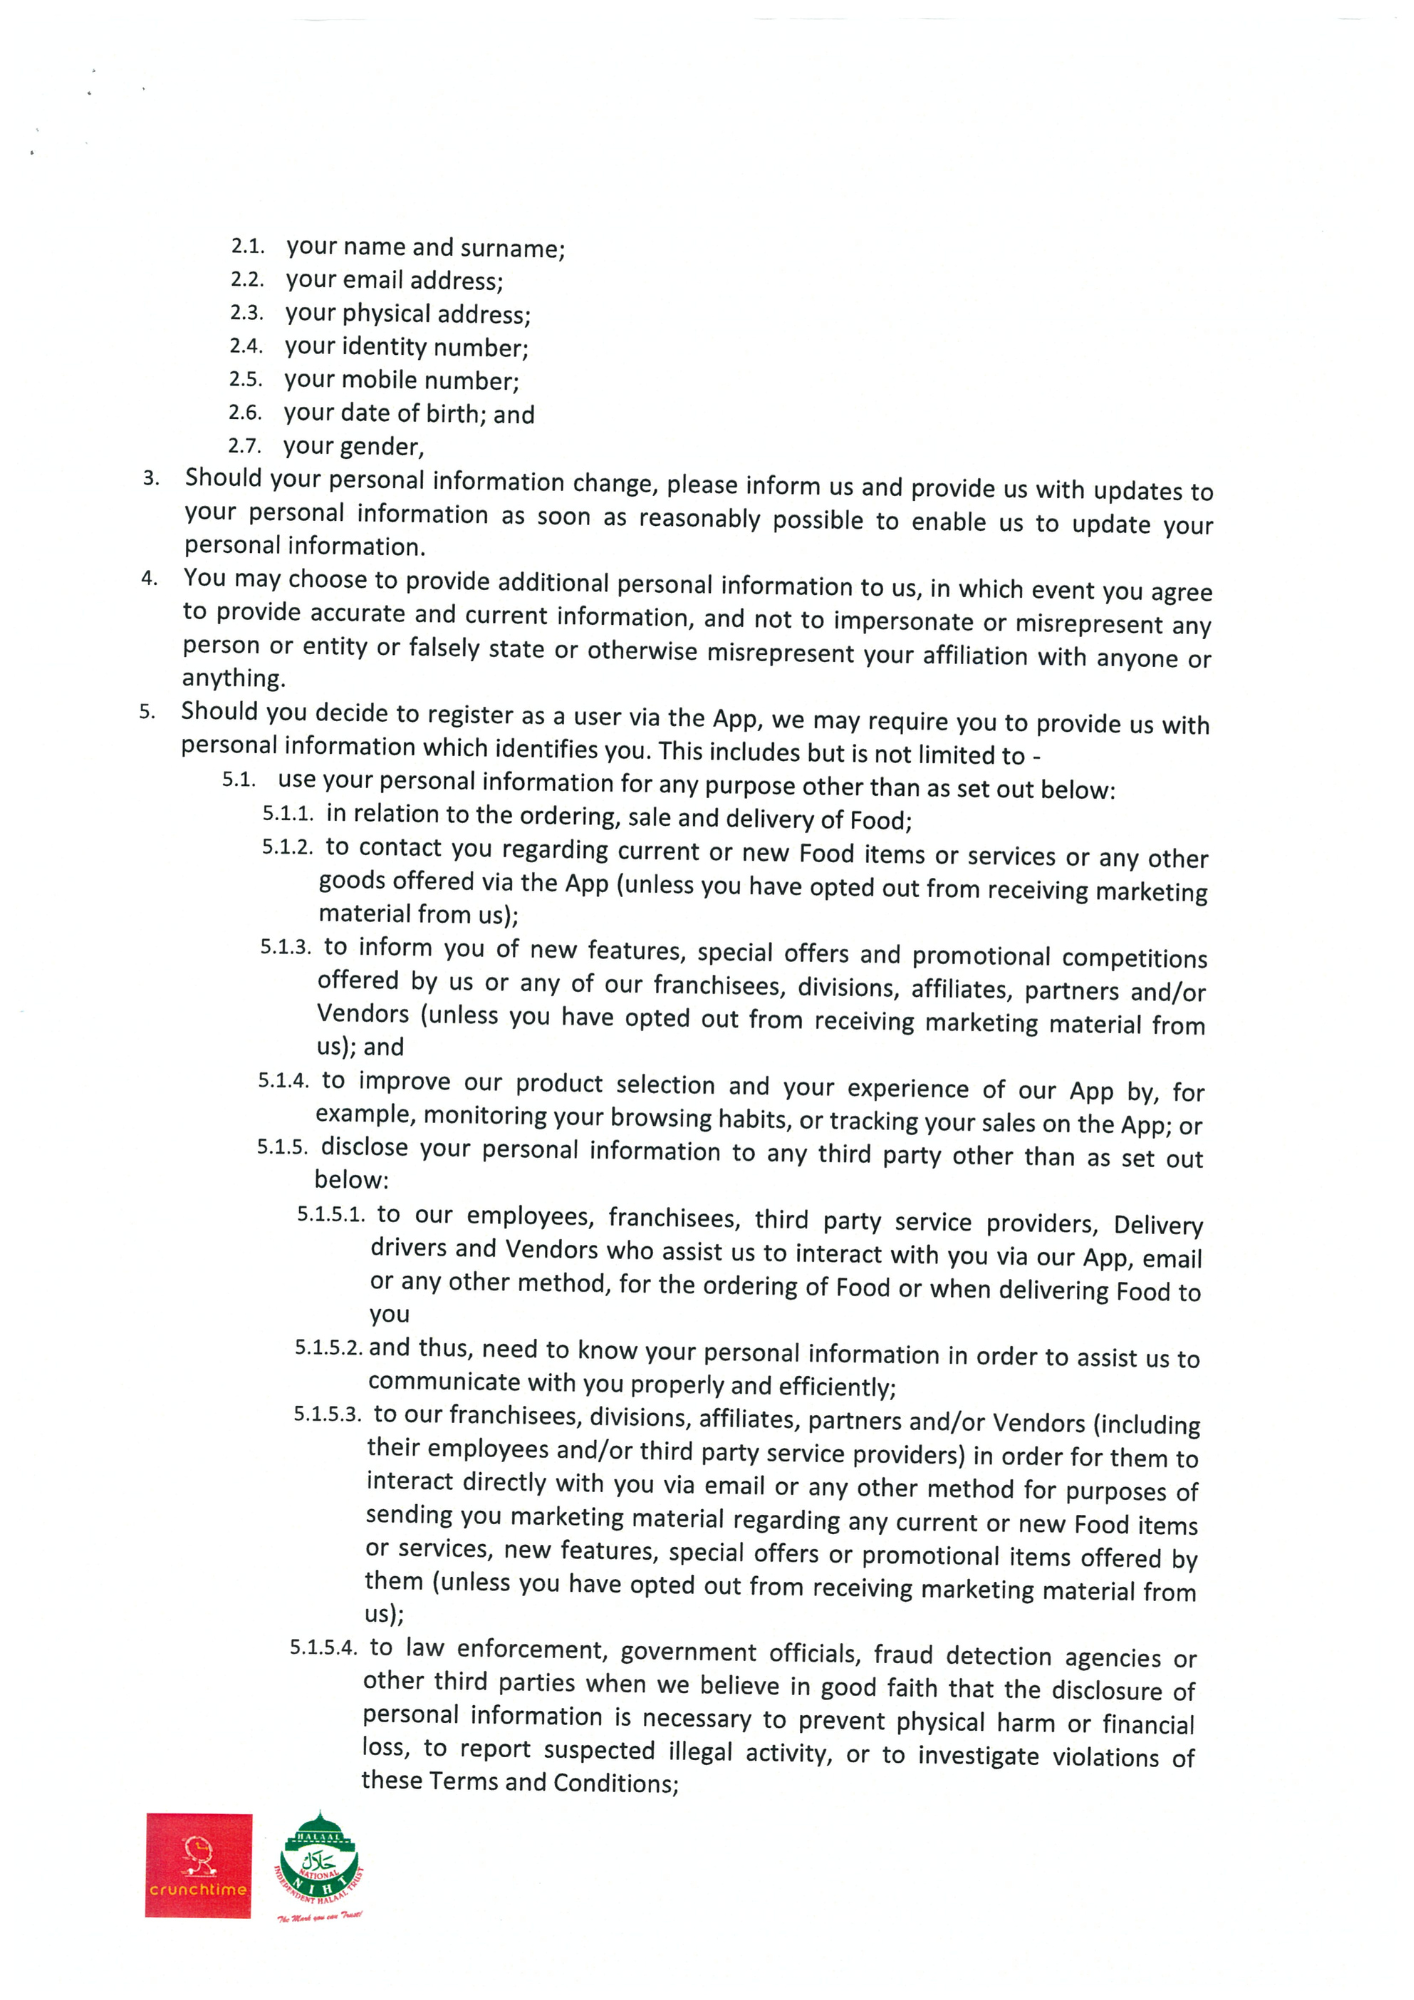 2.1. your name and surname;
2.2. your email address;
2.3. your physical address;
2.4. your identity number;
2.5. your mobile number;
2.6. your date of birth; and
2.7. your gender,
3. Should your personal information change, please inform us and provide us with updates to
your personal information as soon as reasonably possible to enable us to update your
personal information.
4. You may choose to provide additional personal information to us, in which event you agree
to provide accurate and current information, and not to impersonate or misrepresent any
person or entity or falsely state or otherwise misrepresent your affiliation with anyone or
anything.
5. Should you decide to register as a user via the App, we may require you to provide us with
personal information which identifies you. This includes but is not limited to -
5.1. use your personal information for any purpose other than as set out below:
5.1.1. in relation to the ordering, sale and delivery of Food;
5.1.2. to contact you regarding current or new Food items or services or any other
goods offered via the App (unless you have opted out from receiving marketing
material from us);
5.1.3. to inform you of new features, special offers and promotional competitions
offered by us or any of our franchisees, divisions, affiliates, partners and/or
Vendors (unless you have opted out from receiving marketing material from
us); and
5.1.4. to improve our product selection and your experience of our App by, for
example, monitoring your browsing habits, or tracking your sales on the App; or
5.1.5. disclose your personal information to any third party other than as set out
below:
5.1.5.1. to our employees, franchisees, third party service providers, Delivery
drivers and Vendors who assist us to interact with you via our App, email
or any other method, for the ordering of Food or when delivering Food to
you
5.1.5.2. and thus, need to know your personal information in order to assist us to
communicate with you properly and efficiently;
5.1.5.3. to our franchisees, divisions, affiliates, partners and/or Vendors (including
their employees and/or third party service providers) in order for them to
interact directly with you via email or any other method for purposes of
sending you marketing material regarding any current or new Food items
or services, new features, special offers or promotional items offered by
them (unless you have opted out from receiving marketing material from
us);
5.1.5.4. to law enforcement, government officials, fraud detection agencies or
other third parties when we believe in good faith that the disclosure of
personal information is necessary to prevent physical harm or financial
loss, to report suspected illegal activity, or to investigate violations of
these Terms and Conditions;
crunchtime
HALAAL
حلال
NATIONAL
NIHT
INDEPENDENT HALAAL TRUST
The Mark you can Trust!